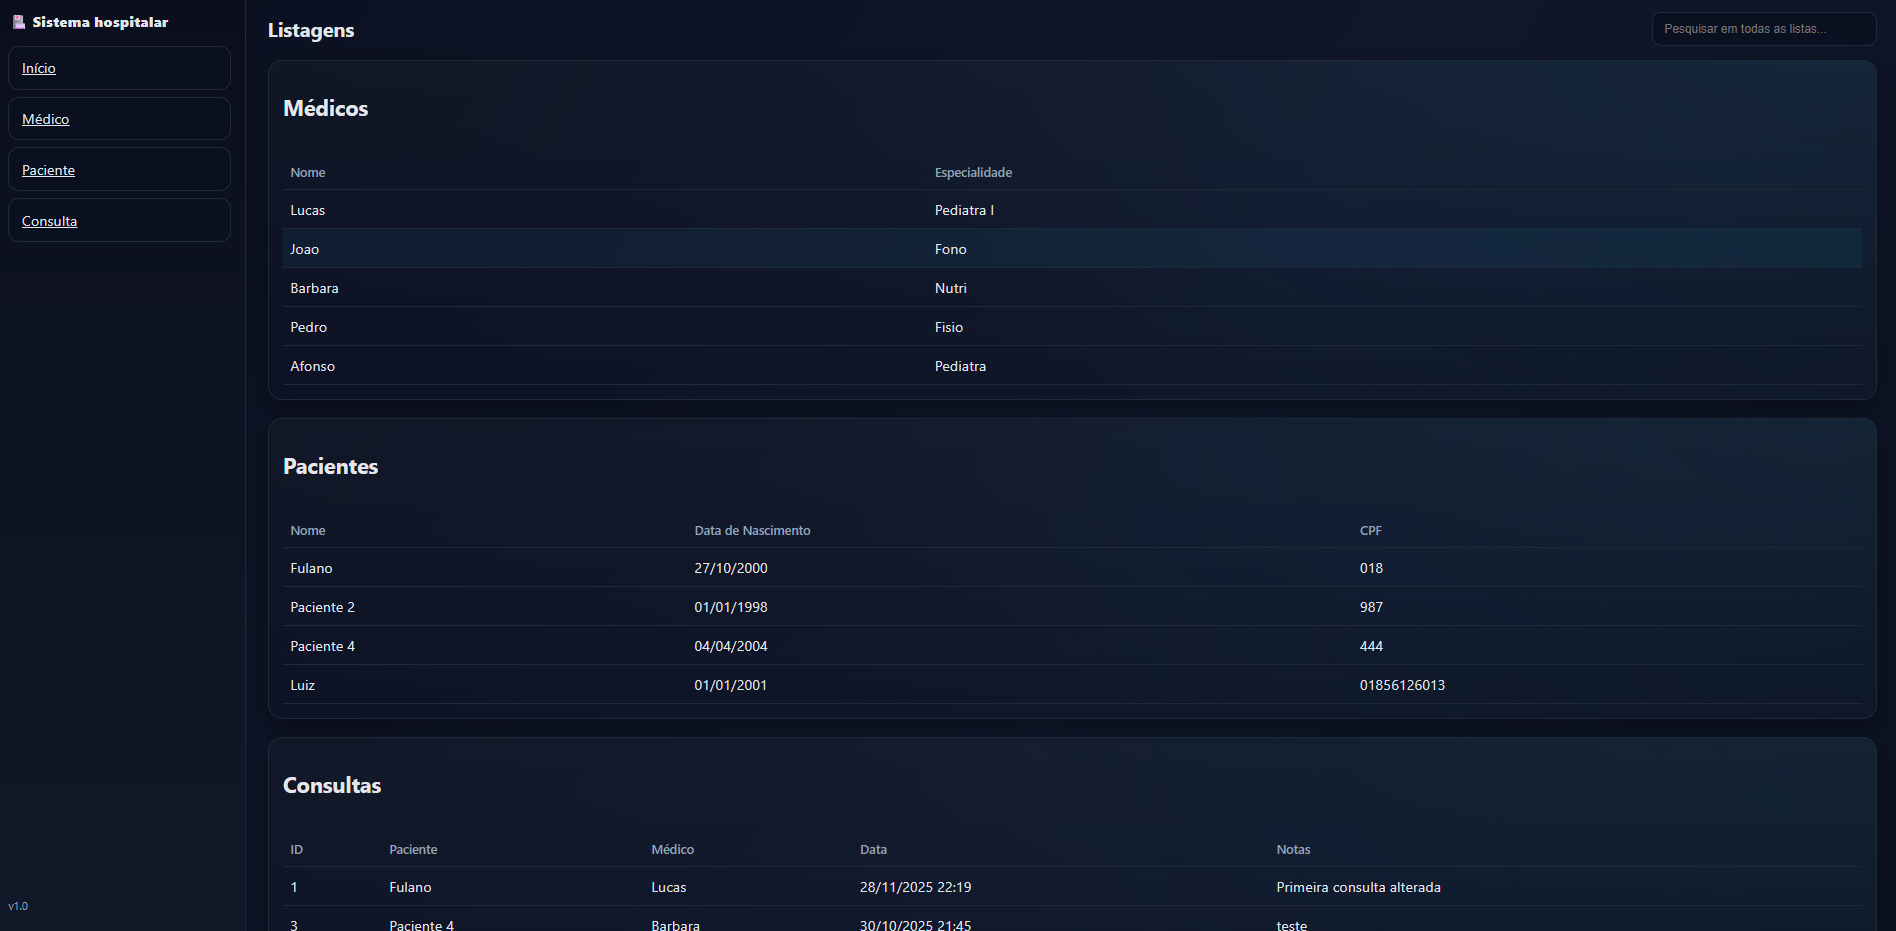 Sistema hospitalar
Início
Médico
Paciente
Consulta
v1.0
Listagens
Pesquisar em todas as listas...
Médicos
Nome Especialidade
Lucas Pediatra I
Joao Fono
Barbara Nutri
Pedro Fisio
Afonso Pediatra
Pacientes
Nome Data de Nascimento CPF
Fulano 27/10/2000 018
Paciente 2 01/01/1998 987
Paciente 4 04/04/2004 444
Luiz 01/01/2001 01856126013
Consultas
ID Paciente Médico Data Notas
1 Fulano Lucas 28/11/2025 22:19 Primeira consulta alterada
3 Paciente 4 Barbara 30/10/2025 21:45 teste